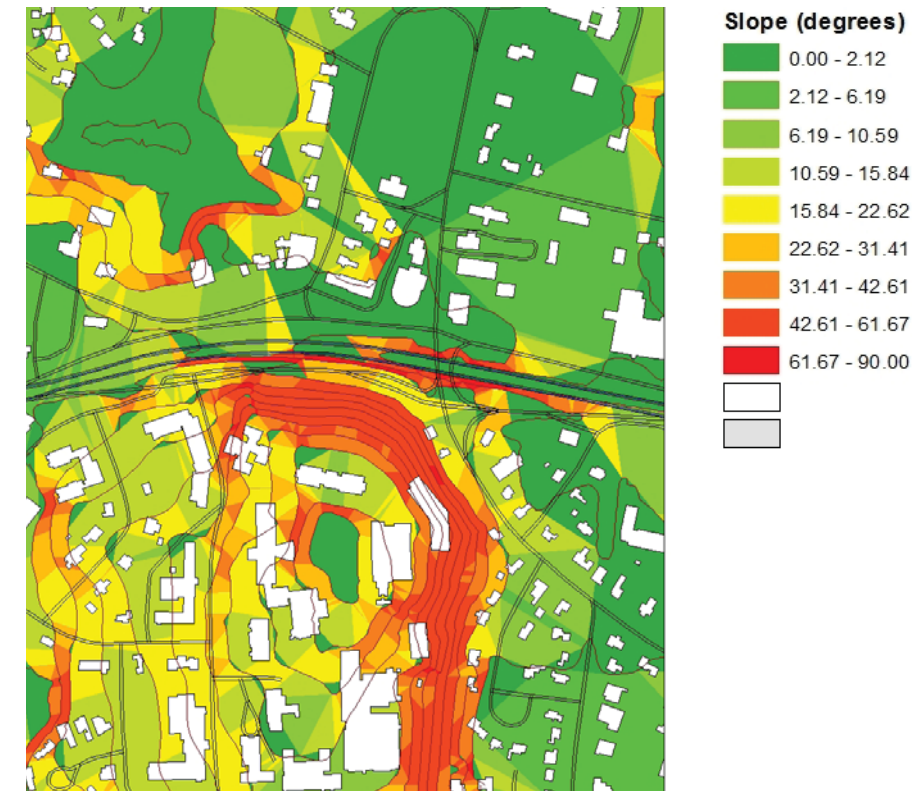 Slope (degrees)
0.00 - 2.12
2.12 - 6.19
6.19 - 10.59
10.59 - 15.84
15.84 - 22.62
22.62 - 31.41
31.41 - 42.61
42.61 - 61.67
61.67 - 90.00